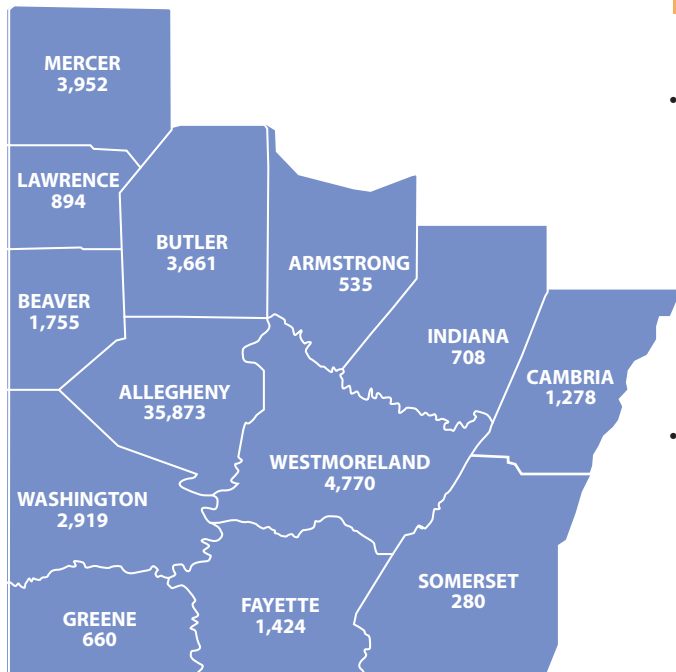 MERCER
3,952
LAWRENCE
894
BUTLER
3,661
ARMSTRONG
535
BEAVER
1,755
INDIANA
708
CAMBRIA
1,278
ALLEGHENY
35,873
WESTMORELAND
4,770
WASHINGTON
2,919
SOMERSET
280
GREENE
660
FAYETTE
1,424